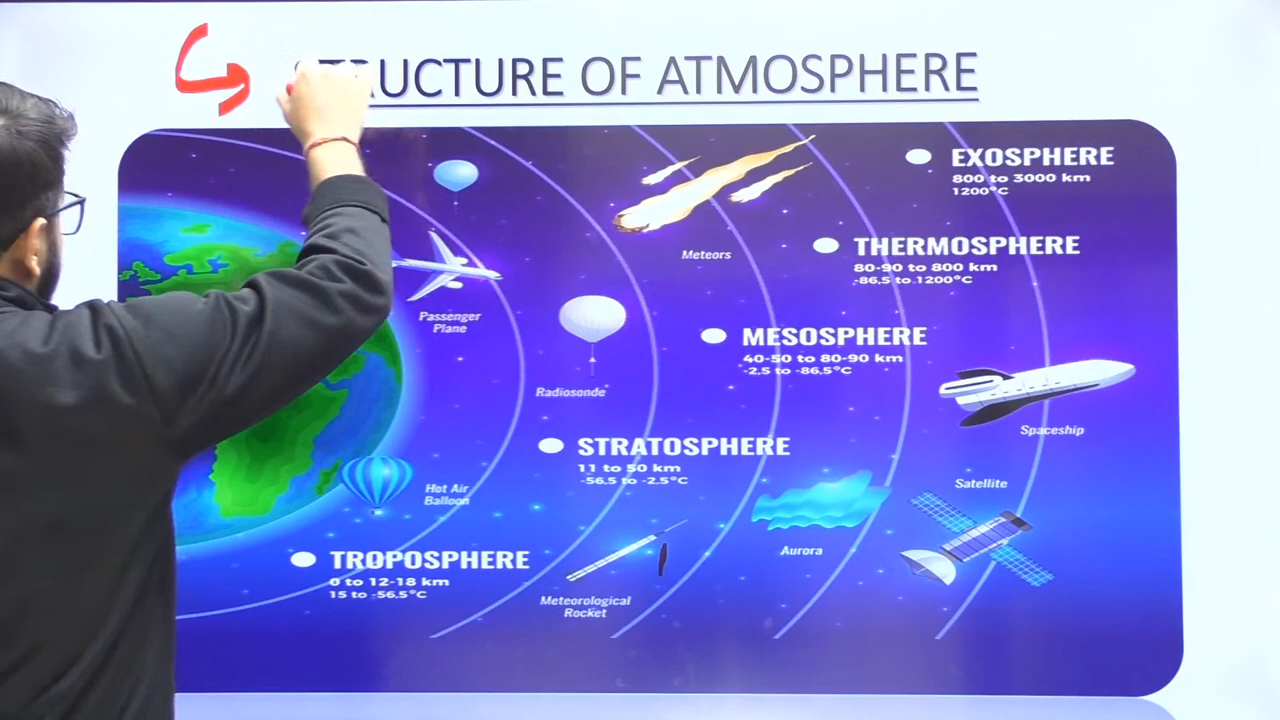 STRUCTURE OF ATMOSPHERE
EXOSPHERE
800 to 3000 km
1200°C
Meteors
THERMOSPHERE
80-90 to 800 km
-86,5 to 1200°C
Passenger
Plane
MESOSPHERE
40-50 to 80-90 km
-2,5 to -86,5°C
Radiosonde
Spaceship
STRATOSPHERE
11 to 50 km
-56,5 to -2,5°C
Hot Air
Balloon
Satellite
Aurora
TROPOSPHERE
0 to 12-18 km
15 to -56,5°C
Meteorological
Rocket